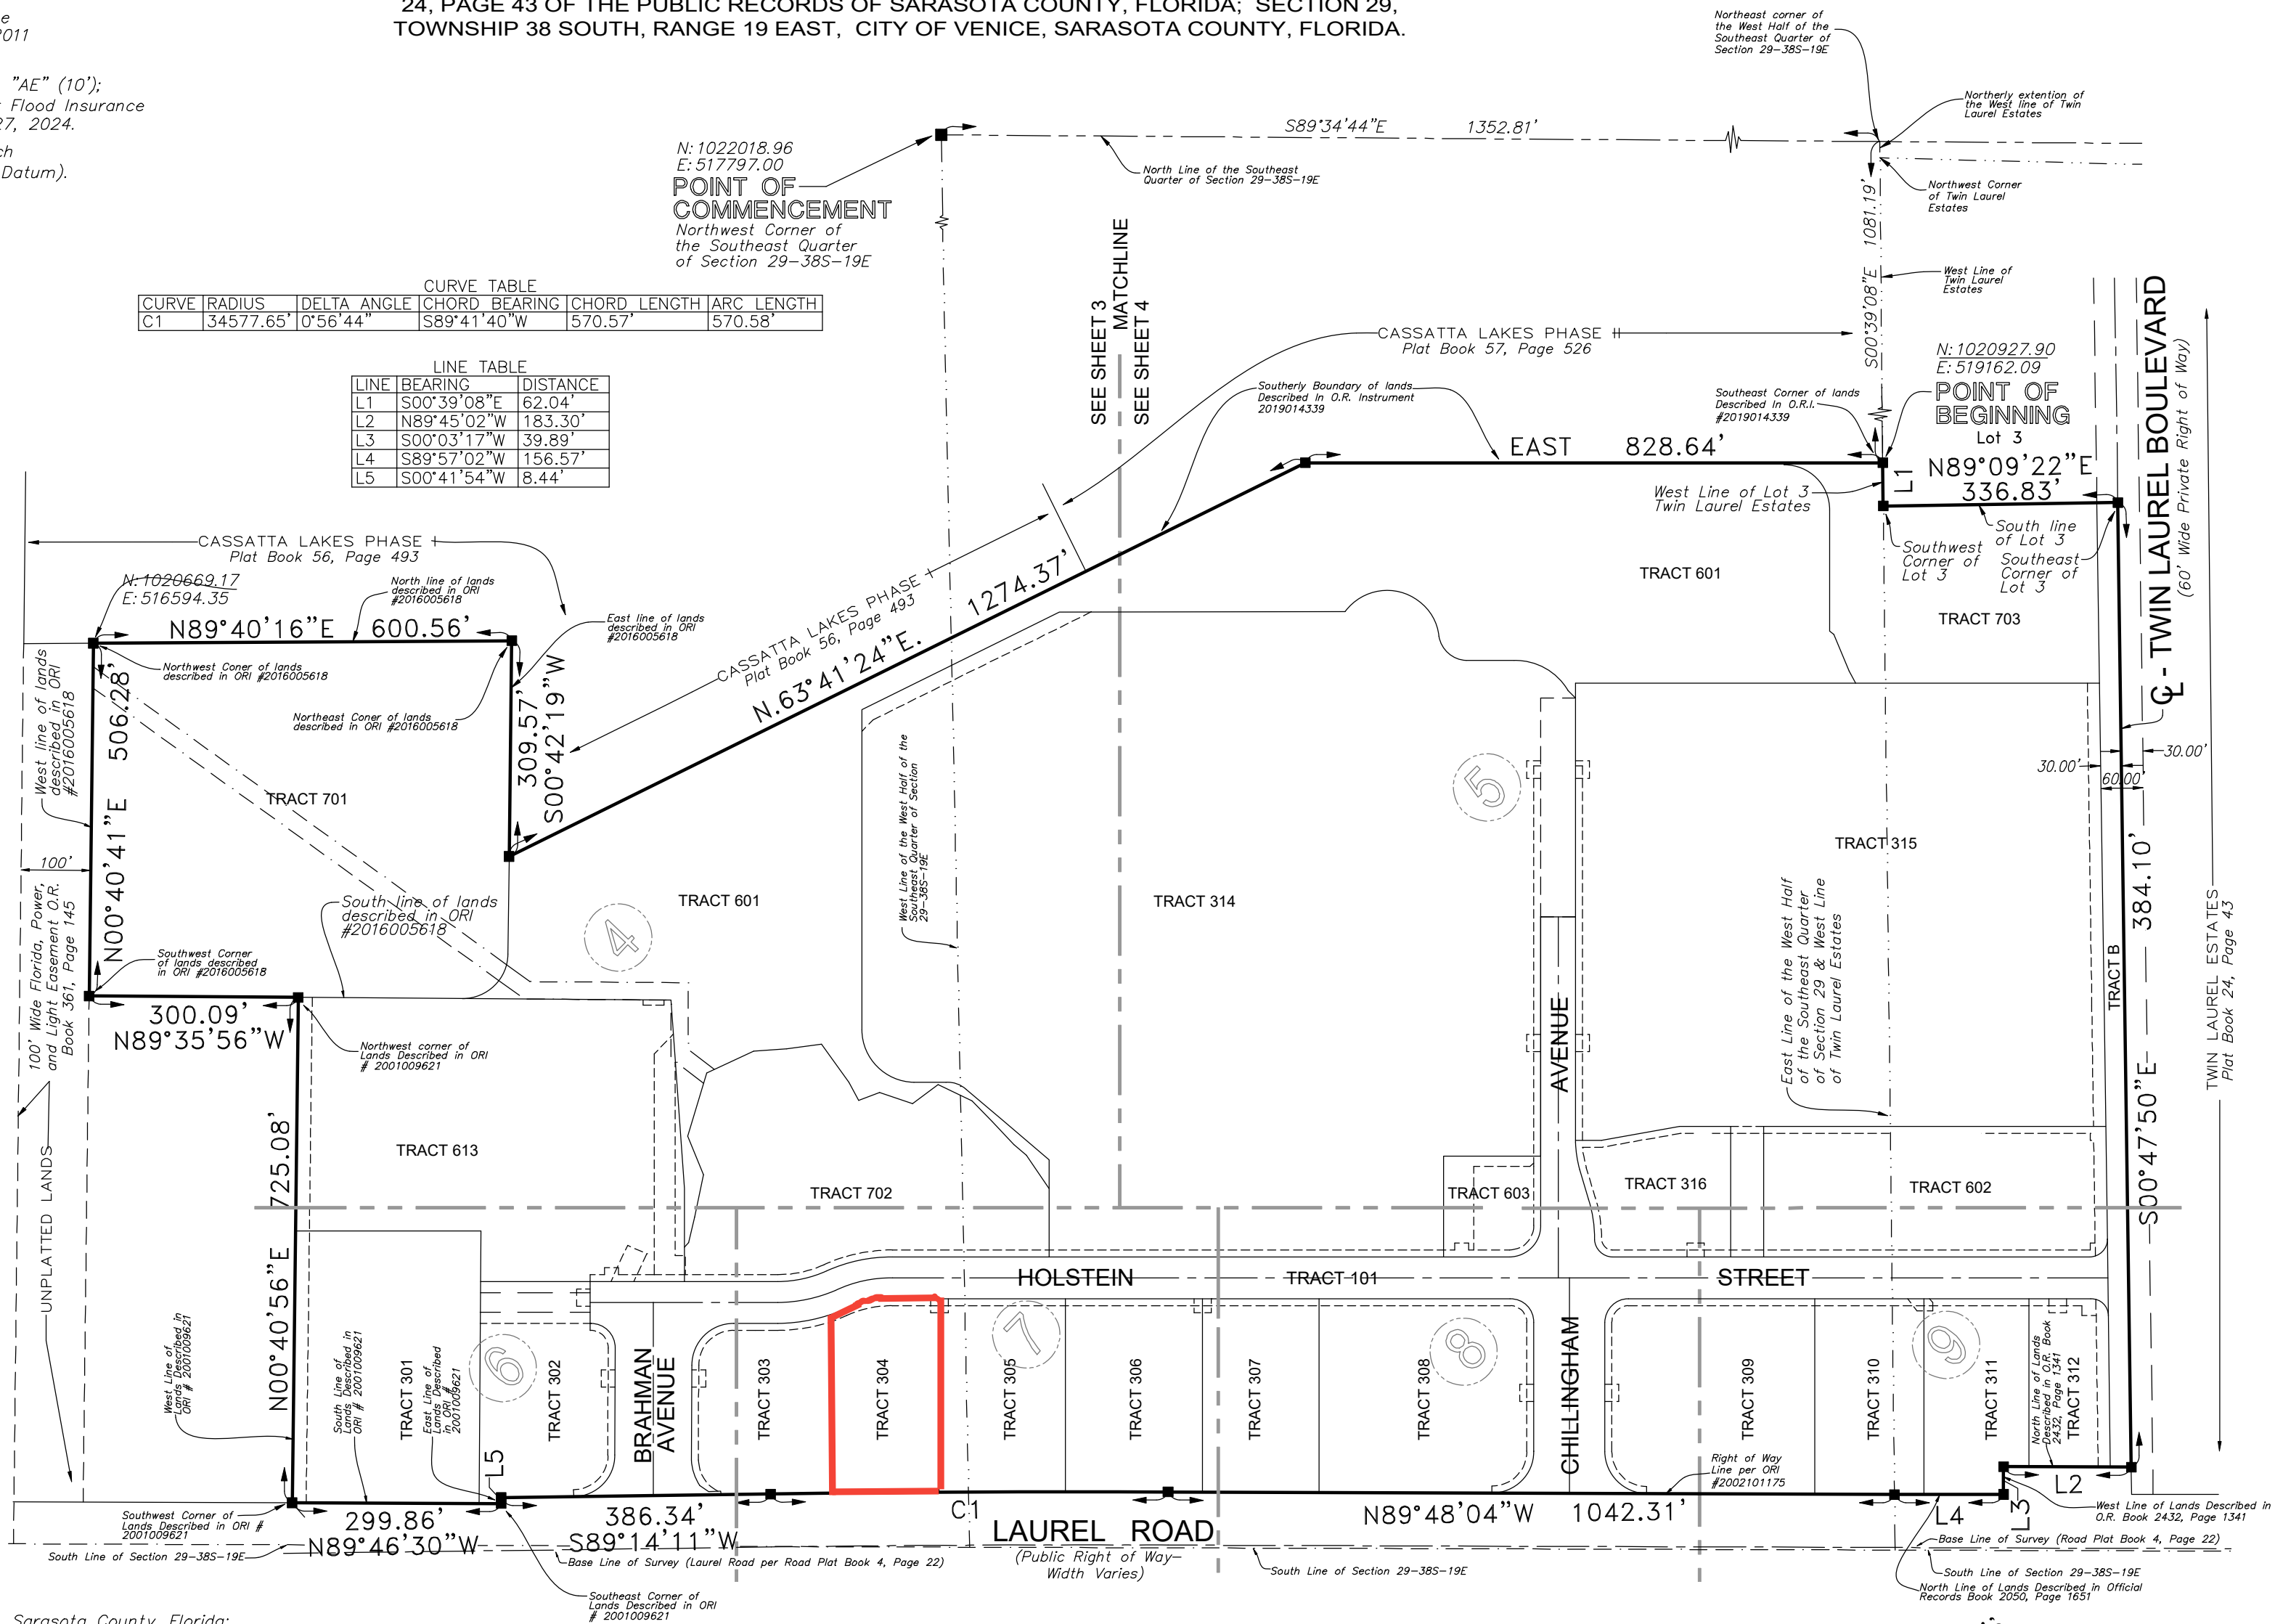 e
2011
"AE" (10');
Flood Insurance
27, 2024.
ch
Datum).
24, PAGE 43 OF THE PUBLIC RECORDS OF SARASOTA COUNTY, FLORIDA; SECTION 29,
TOWNSHIP 38 SOUTH, RANGE 19 EAST, CITY OF VENICE, SARASOTA COUNTY, FLORIDA.
Northeast corner of
the West Half of the
Southeast Quarter of
Section 29-38S-19E
Northerly extention of
the West line of Twin
Laurel Estates
S89°34'44"E 1352.81'
N: 1022018.96
E: 517797.00
POINT OF
COMMENCEMENT
Northwest Corner of
the Southeast Quarter
of Section 29-38S-19E
North Line of the Southeast
Quarter of Section 29-38S-19E
Northwest Corner
of Twin Laurel
Estates
S00°39'08"E 1081.19'
West Line of
Twin Laurel
Estates
CURVE TABLE
CURVE RADIUS DELTA ANGLE CHORD BEARING CHORD LENGTH ARC LENGTH
C1 34577.65' 0°56'44" S89°41'40"W 570.57' 570.58'
LINE TABLE
LINE BEARING DISTANCE
L1 S00°39'08"E 62.04'
L2 N89°45'02"W 183.30'
L3 S00°03'17"W 39.89'
L4 S89°57'02"W 156.57'
L5 S00°41'54"W 8.44'
SEE SHEET 3
MATCHLINE
SEE SHEET 4
CASSATTA LAKES PHASE II
Plat Book 57, Page 526
Southerly Boundary of lands
Described In O.R. Instrument
2019014339
Southeast Corner of lands
Described In O.R.I.
#2019014339
N: 1020927.90
E: 519162.09
POINT OF
BEGINNING
Lot 3
EAST 828.64'
L1
N89°09'22"E
336.83'
West Line of Lot 3
Twin Laurel Estates
South line
of Lot 3
Southwest
Corner of
Lot 3
Southeast
Corner of
Lot 3
CL - TWIN LAUREL BOULEVARD
(60' Wide Private Right of Way)
CASSATTA LAKES PHASE I
Plat Book 56, Page 493
N: 1020669.17
E: 516594.35
North line of lands
described in ORI
#2016005618
N89°40'16"E 600.56'
East line of lands
described in ORI
#2016005618
Northwest Coner of lands
described in ORI #2016005618
Northeast Coner of lands
described in ORI #2016005618
West line of lands
described in ORI
#2016005618
N00°40'41"E 506.28'
309.57'
S00°42'19"W
CASSATTA LAKES PHASE I
Plat Book 56, Page 493
N.63°41'24"E. 1274.37'
TRACT 601
TRACT 703
TRACT 701
West Line of the West Half of the
Southeast Quarter of Section
29-38S-19E
5
30.00'
30.00'
60.00'
TRACT 315
384.10'
S00°47'50"E
TRACT B
100'
100' Wide Florida, Power,
and Light Easement O.R.
Book 361, Page 145
South line of lands
described in ORI
#2016005618
TRACT 601
4
TRACT 314
East Line of the West Half
of the Southeast Quarter
of Section 29 & West Line
of Twin Laurel Estates
TWIN LAUREL ESTATES
Plat Book 24, Page 43
Southwest Corner
of lands described
in ORI #2016005618
300.09'
N89°35'56"W
Northwest corner of
Lands Described in ORI
# 2001009621
AVENUE
UNPLATTED LANDS
725.08'
N00°40'56"E
TRACT 613
TRACT 702
TRACT 603
TRACT 316
TRACT 602
HOLSTEIN
TRACT 101
STREET
West Line of
Lands Described in
ORI # 2001009621
South Line of
Lands Described in
ORI # 2001009621
TRACT 301
East Line of
Lands Described
in ORI #
2001009621
6
TRACT 302
BRAHMAN
AVENUE
TRACT 303
TRACT 304
TRACT 305
7
TRACT 306
TRACT 307
TRACT 308
8
CHILLINGHAM
TRACT 309
TRACT 310
9
TRACT 311
North Line of Lands
Described in O.R. Book
2432, Page 1341
TRACT 312
L5
Right of Way
Line per ORI
#2002101175
L2
L3
L4
West Line of Lands Described in
O.R. Book 2432, Page 1341
Southwest Corner of
Lands Described in ORI #
2001009621
299.86'
N89°46'30"W
386.34'
S89°14'11"W
C1
LAUREL ROAD
(Public Right of Way-
Width Varies)
N89°48'04"W 1042.31'
Base Line of Survey (Road Plat Book 4, Page 22)
South Line of Section 29-38S-19E
Base Line of Survey (Laurel Road per Road Plat Book 4, Page 22)
South Line of Section 29-38S-19E
South Line of Section 29-38S-19E
North Line of Lands Described in Official
Records Book 2050, Page 1651
Southeast Corner of
Lands Described in ORI
# 2001009621
Sarasota County, Florida;